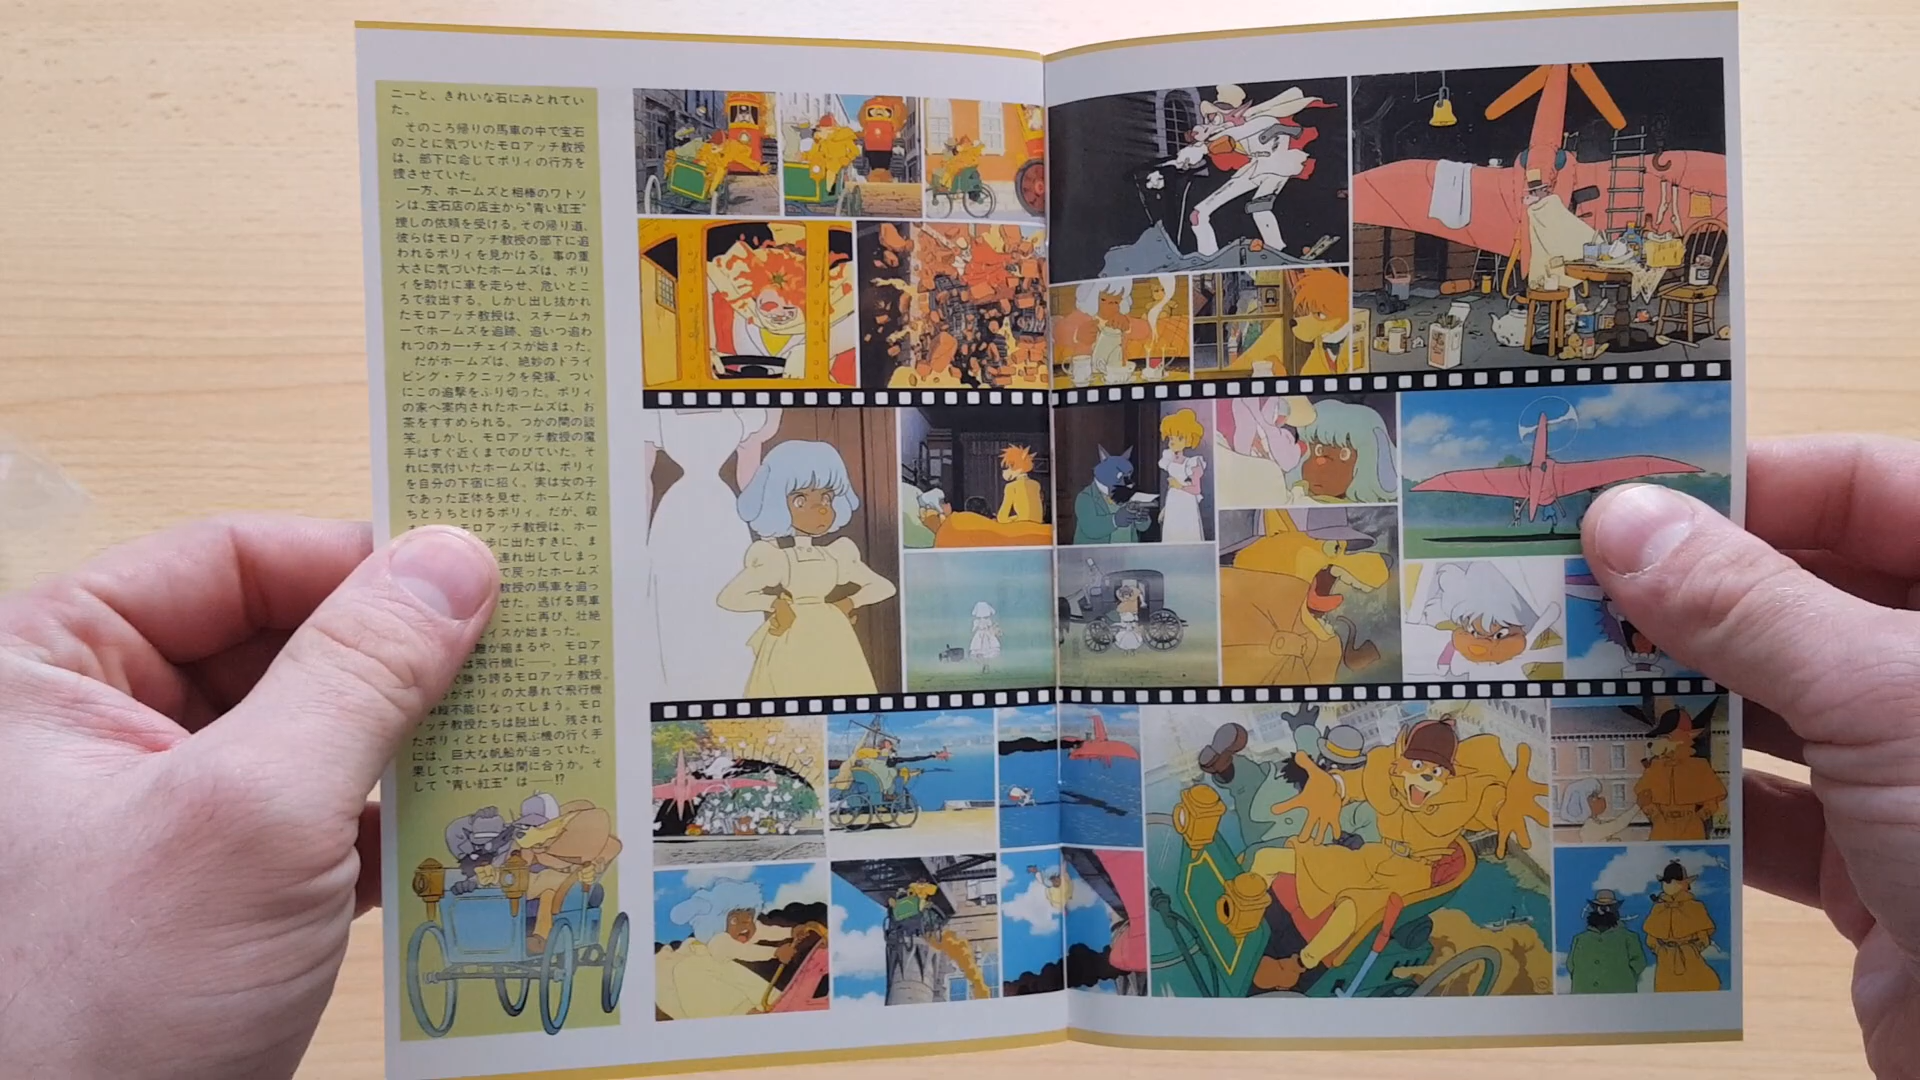 ニーと、きれいな石にみとれてい
た。
そのころ帰りの馬車の中で宝石
のことに気づいたモロアッチ教授
は、部下に命じてポリィの行方を
捜させていた。
一方、ホームズと相棒のワトソ
ンは、宝石店の店主から“青い紅玉”
捜しの依頼を受ける。その帰り道、
彼らはモロアッチ教授の部下に追
われるポリィを見かける。事の重
大さに気づいたホームズは、ポリ
ィを助けに車を走らせ、危いとこ
ろで救出する。しかし出し抜かれ
たモロアッチ教授は、スチームカ
ーでホームズを追跡、追いつ追わ
れつのカー・チェイスが始まった。
だがホームズは、絶妙のドライ
ビング・テクニックを発揮、つい
にこの追撃をふり切った。ポリィ
の家へ案内されたホームズは、お
茶をすすめられる。つかの間の談
笑。しかし、モロアッチ教授の魔
手はすぐ近くまでのびていた。そ
れに気付いたホームズは、ポリィ
を自分の下宿に招く。実は女の子
であった正体を見せ、ホームズた
ちとうちとけるポリィ。だが、収
モロアッチ教授は、ホー
歩に出たすきに、ま
連れ出してしまっ
で戻ったホームズ
教授の馬車を追っ
せた。逃げる馬車
ここに再び、壮絶
ェイスが始まった。
が縮まるや、モロア
は飛行機に──。上昇す
で勝ち誇るモロアッチ教授。
がポリィの大暴れで飛行機
縦不能になってしまう。モロ
ッチ教授たちは脱出し、残され
たポリィとともに飛ぶ機の行く手
には、巨大な帆船が迫っていた。
果してホームズは間に合うか。そ
して“青い紅玉”は──!?